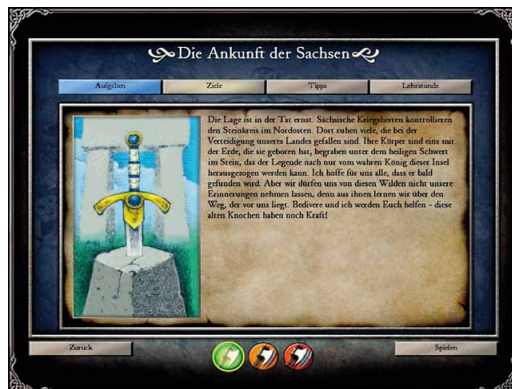 Die Ankunft der Sachsen
Aufgaben
Ziele
Tipps
Lehrstunde
Die Lage ist in der Tat ernst. Sächsische Kriegsherren kontrollieren
den Steinkreis im Nordosten. Dort ruhen viele, die bei der
Verteidigung unseres Landes gefallen sind. Ihre Körper sind eins mit
der Erde, die sie geboren hat, begraben unter dem heiligen Schwert
im Stein, das der Legende nach nur vom wahren König dieser Insel
herausgezogen werden kann. Ich hoffe für uns alle, dass er bald
gefunden wird. Aber wir dürfen uns von diesen Wilden nicht unsere
Erinnerungen nehmen lassen, denn aus ihnen lernen wir über den
Weg, der vor uns liegt. Bedivere und ich werden Euch helfen - diese
alten Knochen haben noch Kraft!
Zurück
Spielen